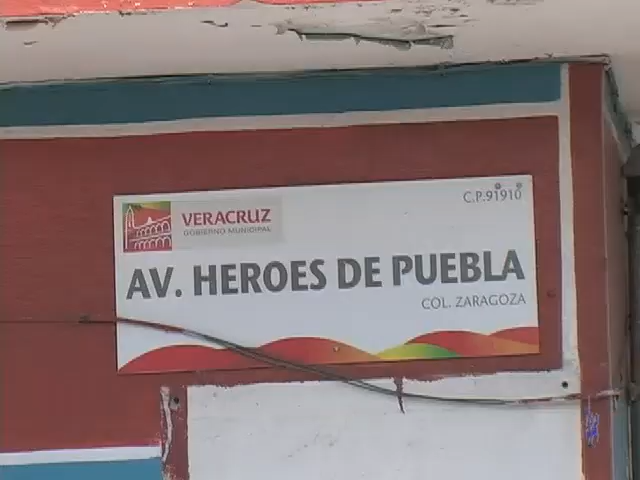 C.P.91910
VERACRUZ
GOBIERNO MUNICIPAL
AV. HEROES DE PUEBLA
COL. ZARAGOZA